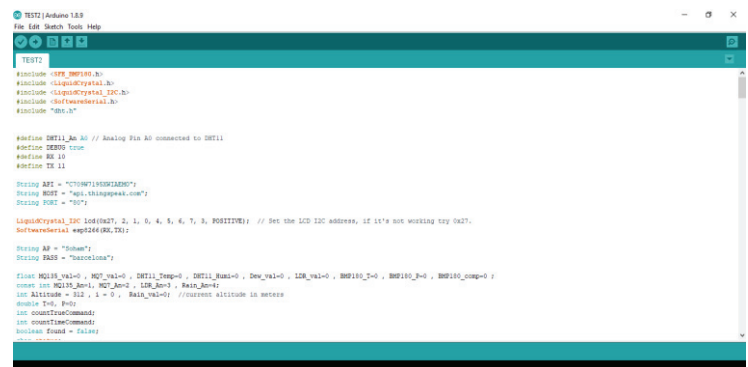 TEST2 | Arduino 1.8.9
File Edit Sketch Tools Help
TEST2
#include <SFE_BMP180.h>
#include <LiquidCrystal.h>
#include <LiquidCrystal_I2C.h>
#include <SoftwareSerial.h>
#include "dht.h"
#define DHT11_An A0 // Analog Pin A0 connected to DHT11
#define DEBUG true
#define RX 10
#define TX 11
String API =
String HOST = "api.thingspeak.com";
String PORT = "80";
LiquidCrystal_I2C lcd(0x27, 2, 1, 0, 4, 5, 6, 7, 3, POSITIVE); // Set the LCD I2C address, if it's not working try 0x27.
SoftwareSerial esp8266(RX,TX);
String AP = "Soham";
String PASS = "barcelona";
float MQ135_val=0 , MQ7_val=0 , DHT11_Temp=0 , DHT11_Humi=0 , Dew_val=0 , LDR_val=0 , BMP180_T=0 , BMP180_P=0 , BMP180_comp=0 ;
const int MQ135_An=1, MQ7_An=2 , LDR_An=3 , Rain_An=4;
int Altitude = 312 , i = 0 , Rain_val=0; //current altitude in meters
double T=0, P=0;
int countTrueCommand;
int countTimeCommand;
boolean found = false;